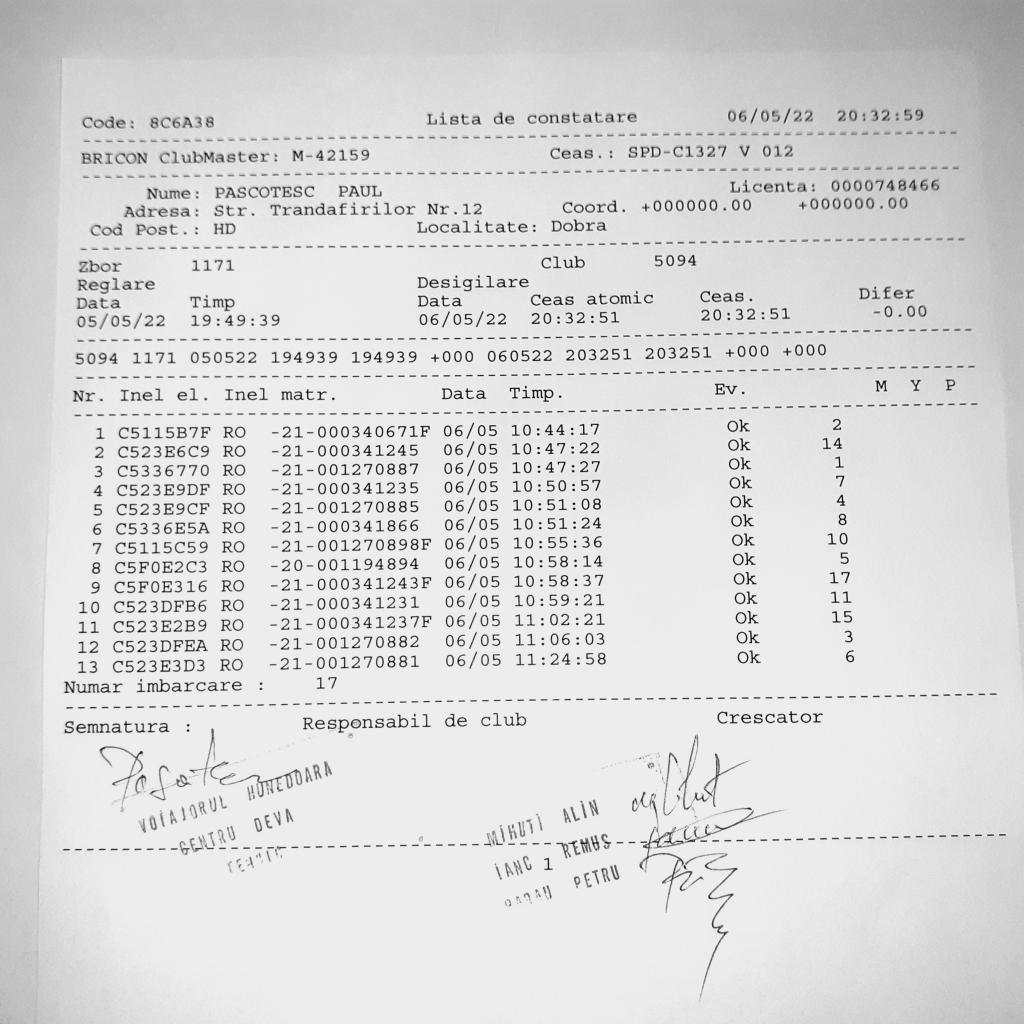 Code: 8C6A38 Lista de constatare 06/05/22 20:32:59
BRICON ClubMaster: M-42159 Ceas.: SPD-C1327 V 012
Nume: PASCOTESC PAUL Licenta: 0000748466
Adresa: Str. Trandafirilor Nr.12 Coord. +000000.00 +000000.00
Cod Post.: HD Localitate: Dobra
Zbor 1171 Club 5094
Reglare Desigilare
Data Timp Data Ceas atomic Ceas. Difer
05/05/22 19:49:39 06/05/22 20:32:51 20:32:51 -0.00
5094 1171 050522 194939 194939 +000 060522 203251 203251 +000 +000
Nr. Inel el. Inel matr. Data Timp. Ev. M Y P
1 C5115B7F RO -21-000340671F 06/05 10:44:17 Ok 2
2 C523E6C9 RO -21-000341245 06/05 10:47:22 Ok 14
3 C5336770 RO -21-001270887 06/05 10:47:27 Ok 1
4 C523E9DF RO -21-000341235 06/05 10:50:57 Ok 7
5 C523E9CF RO -21-001270885 06/05 10:51:08 Ok 4
6 C5336E5A RO -21-000341866 06/05 10:51:24 Ok 8
7 C5115C59 RO -21-001270898F 06/05 10:55:36 Ok 10
8 C5F0E2C3 RO -20-001194894 06/05 10:58:14 Ok 5
9 C5F0E316 RO -21-000341243F 06/05 10:58:37 Ok 17
10 C523DFB6 RO -21-000341231 06/05 10:59:21 Ok 11
11 C523E2B9 RO -21-000341237F 06/05 11:02:21 Ok 15
12 C523DFEA RO -21-001270882 06/05 11:06:03 Ok 3
13 C523E3D3 RO -21-001270881 06/05 11:24:58 Ok 6
Numar imbarcare : 17
Semnatura : Responsabil de club Crescator
VOIAJORUL HUNEDOARA
CENTRU DEVA
MIHUTI ALIN
IANC 1 REMUS
PETRU